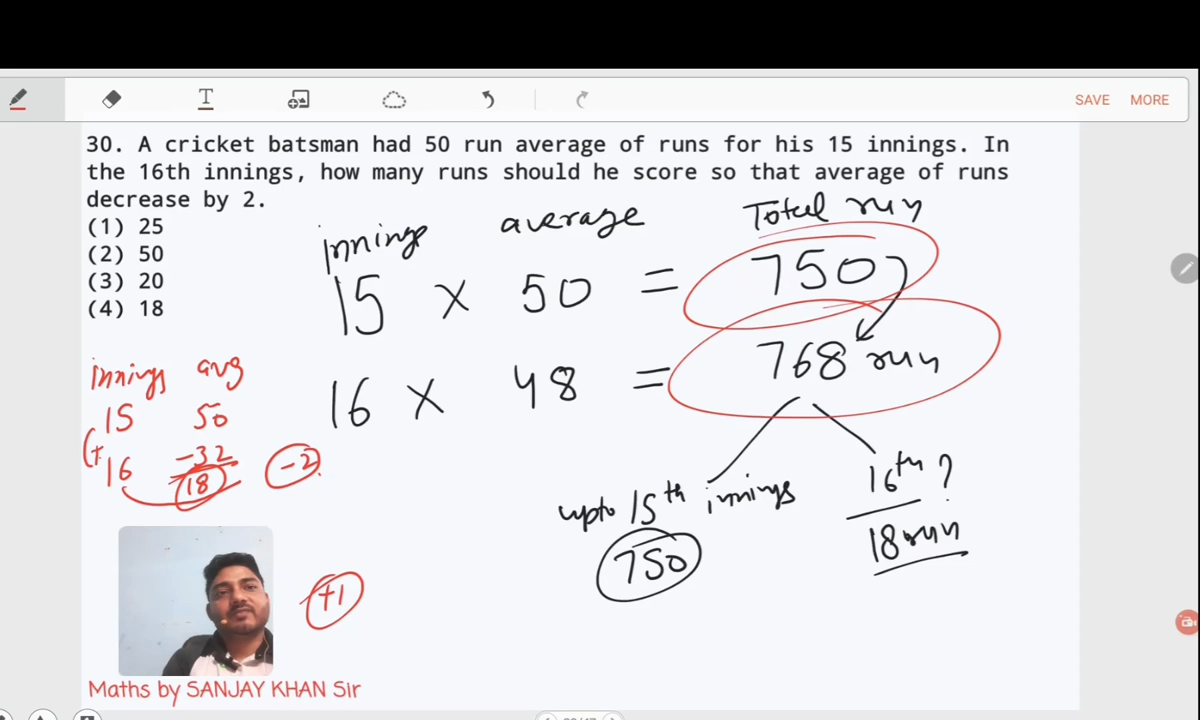 SAVE MORE
30. A cricket batsman had 50 run average of runs for his 15 innings. In
the 16th innings, how many runs should he score so that average of runs
decrease by 2.
(1) 25
(2) 50
(3) 20
(4) 18
innings average Total run
15 × 50 = 750
16 × 48 = 768 run
upto 15th innings
750
16th ?
18 run
innings avg
15 50
-32
16 18
-2
+1
Maths by SANJAY KHAN Sir